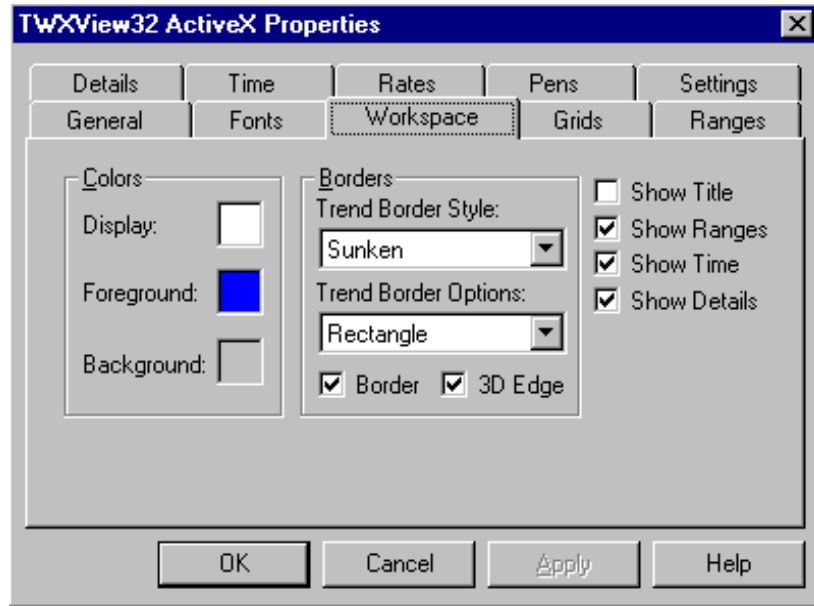 TWXView32 ActiveX Properties
Details Time Rates Pens Settings
General Fonts Workspace Grids Ranges
Colors
Display:
Foreground:
Background:
Borders
Trend Border Style:
Sunken
Trend Border Options:
Rectangle
Border 3D Edge
Show Title
Show Ranges
Show Time
Show Details
OK Cancel Apply Help